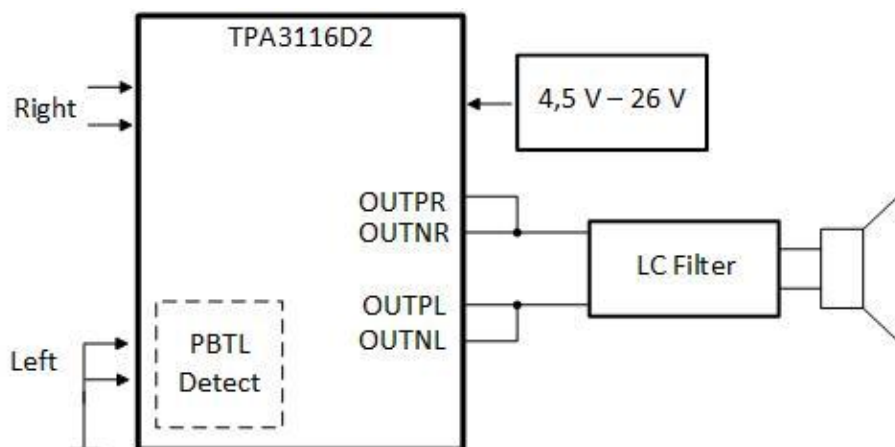 TPA3116D2
Right
4,5 V – 26 V
OUTPR
OUTNR
LC Filter
OUTPL
OUTNL
Left
PBTL
Detect